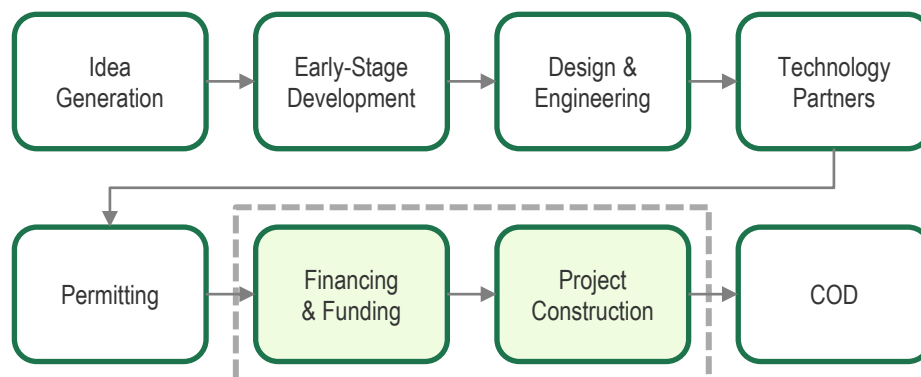 Idea
Generation
Early-Stage
Development
Design &
Engineering
Technology
Partners
Permitting
Financing
& Funding
Project
Construction
COD